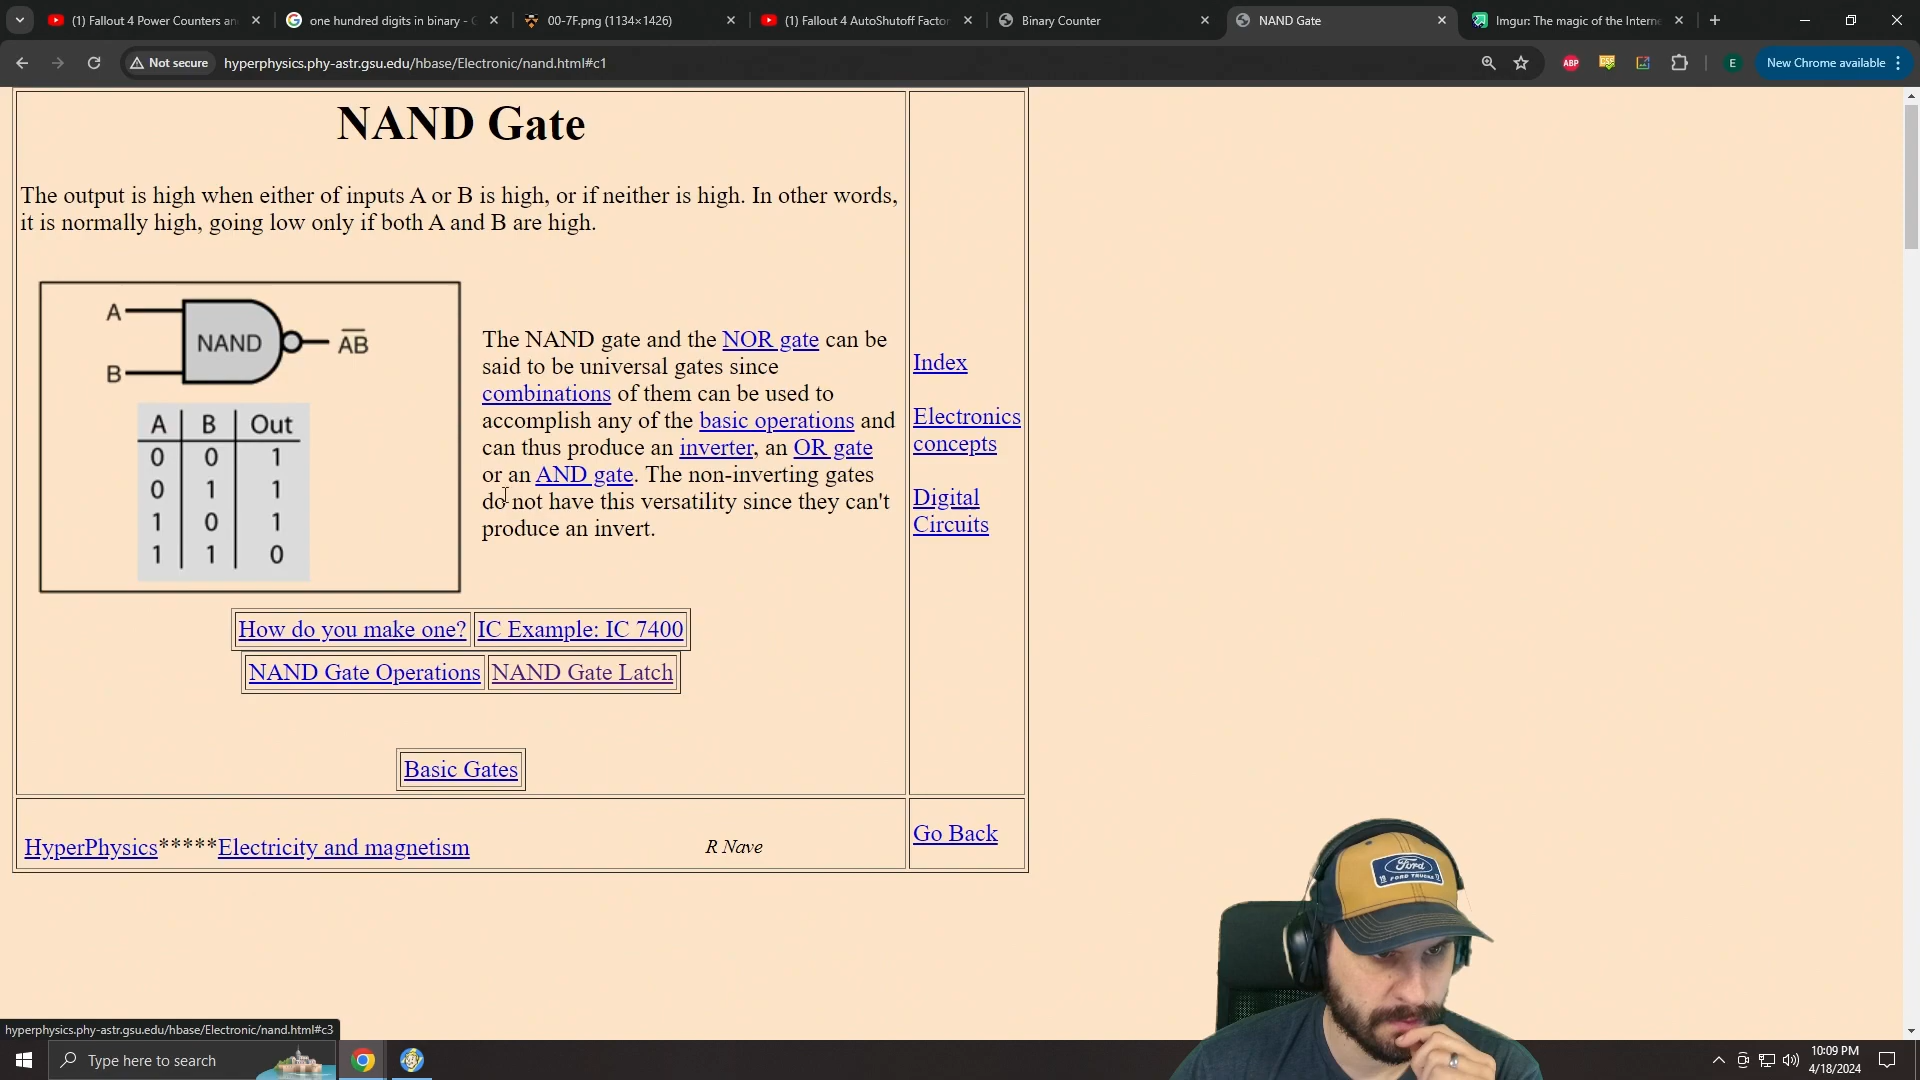 (1) Fallout 4 Power Counters an
one hundred digits in binary - G
00-7F.png (1134×1426)
(1) Fallout 4 AutoShutoff Factor
Binary Counter
NAND Gate
Imgur: The magic of the Interne
Not secure
hyperphysics.phy-astr.gsu.edu/hbase/Electronic/nand.html#c1
ABP
E
New Chrome available
NAND Gate
The output is high when either of inputs A or B is high, or if neither is high. In other words,
it is normally high, going low only if both A and B are high.
A
NAND
AB
B
A B Out
0 0 1
0 1 1
1 0 1
1 1 0
The NAND gate and the NOR gate can be
said to be universal gates since
combinations of them can be used to
accomplish any of the basic operations and
can thus produce an inverter, an OR gate
or an AND gate. The non-inverting gates
do not have this versatility since they can't
produce an invert.
Index
Electronics
concepts
Digital
Circuits
How do you make one? IC Example: IC 7400
NAND Gate Operations NAND Gate Latch
Basic Gates
HyperPhysics*****Electricity and magnetism
R Nave
Go Back
Ford
FORD TRUCKS
hyperphysics.phy-astr.gsu.edu/hbase/Electronic/nand.html#c3
Type here to search
10:09 PM
4/18/2024